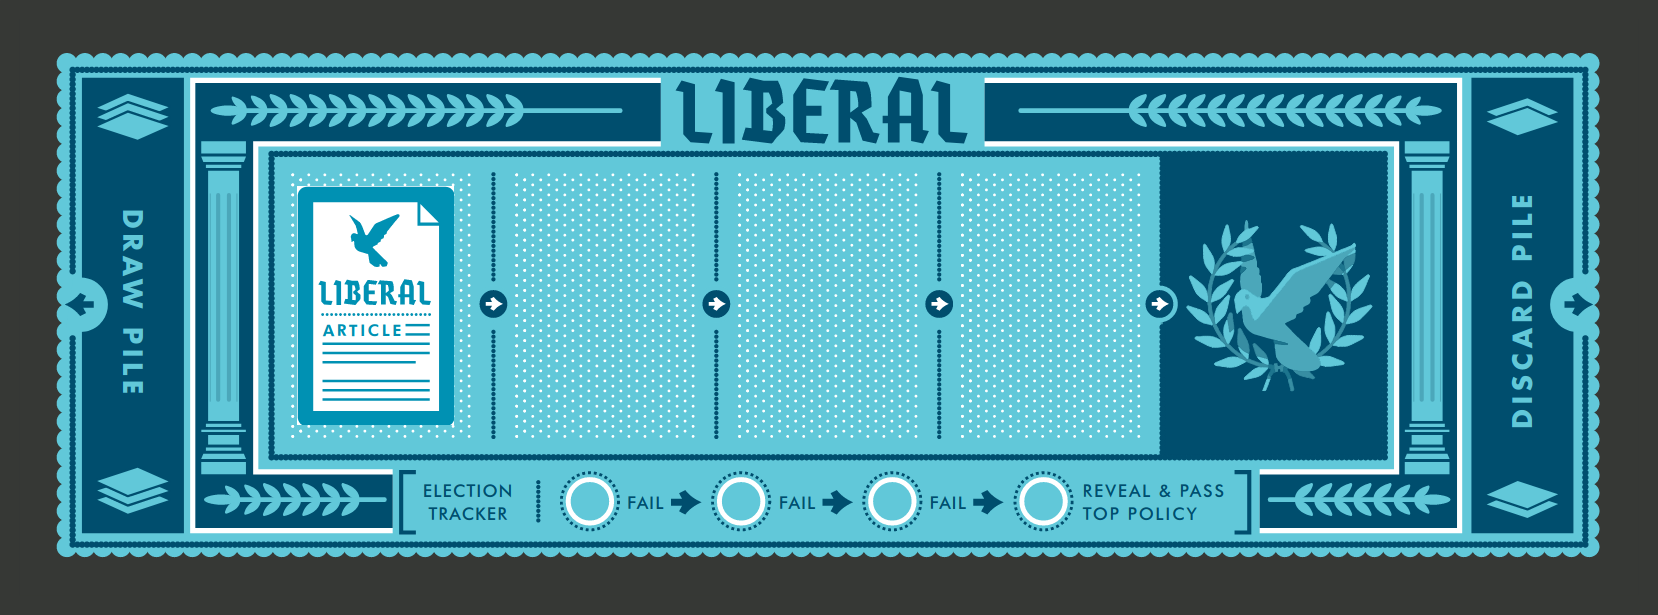 LIBERAL
DRAW PILE
LIBERAL
ARTICLE
DISCARD PILE
ELECTION
TRACKER
FAIL
FAIL
FAIL
REVEAL & PASS
TOP POLICY